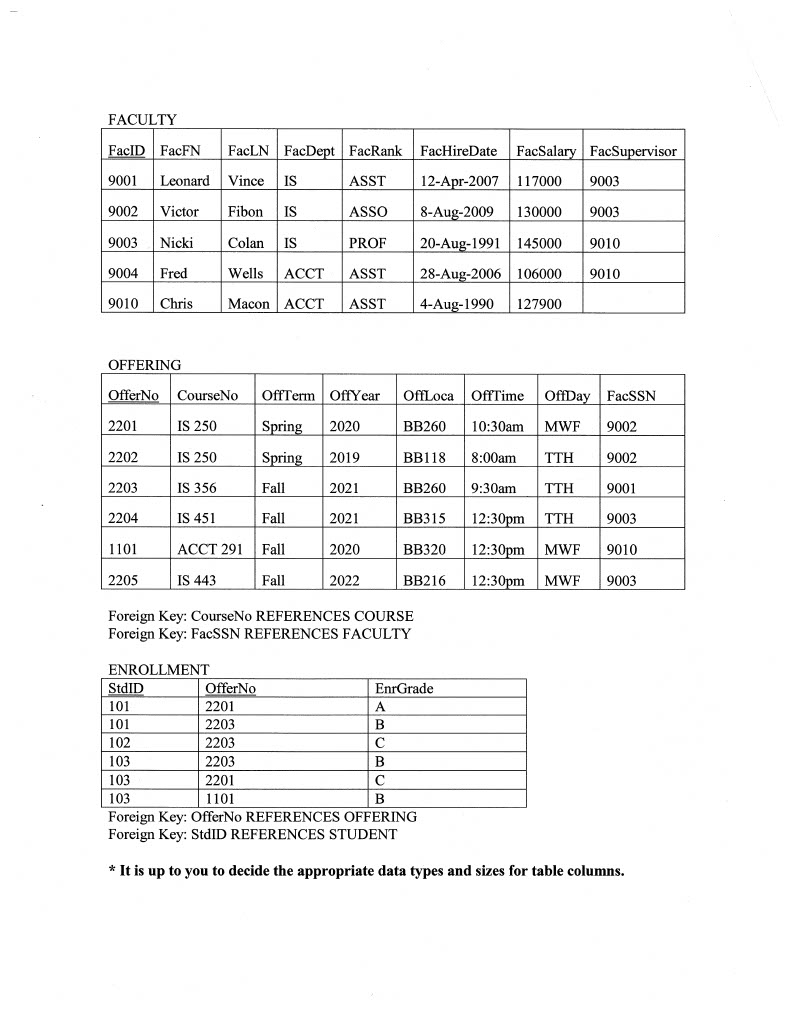 FACULTY
FacID FacFN FacLN FacDept FacRank FacHireDate FacSalary FacSupervisor
9001 Leonard Vince IS ASST 12-Apr-2007 117000 9003
9002 Victor Fibon IS ASSO 8-Aug-2009 130000 9003
9003 Nicki Colan IS PROF 20-Aug-1991 145000 9010
9004 Fred Wells ACCT ASST 28-Aug-2006 106000 9010
9010 Chris Macon ACCT ASST 4-Aug-1990 127900
OFFERING
OfferNo CourseNo OffTerm OffYear OffLoca OffTime OffDay FacSSN
2201 IS 250 Spring 2020 BB260 10:30am MWF 9002
2202 IS 250 Spring 2019 BB118 8:00am TTH 9002
2203 IS 356 Fall 2021 BB260 9:30am TTH 9001
2204 IS 451 Fall 2021 BB315 12:30pm TTH 9003
1101 ACCT 291 Fall 2020 BB320 12:30pm MWF 9010
2205 IS 443 Fall 2022 BB216 12:30pm MWF 9003
Foreign Key: CourseNo REFERENCES COURSE
Foreign Key: FacSSN REFERENCES FACULTY
ENROLLMENT
StdID OfferNo EnrGrade
101 2201 A
101 2203 B
102 2203 C
103 2203 B
103 2201 C
103 1101 B
Foreign Key: OfferNo REFERENCES OFFERING
Foreign Key: StdID REFERENCES STUDENT
* It is up to you to decide the appropriate data types and sizes for table columns.